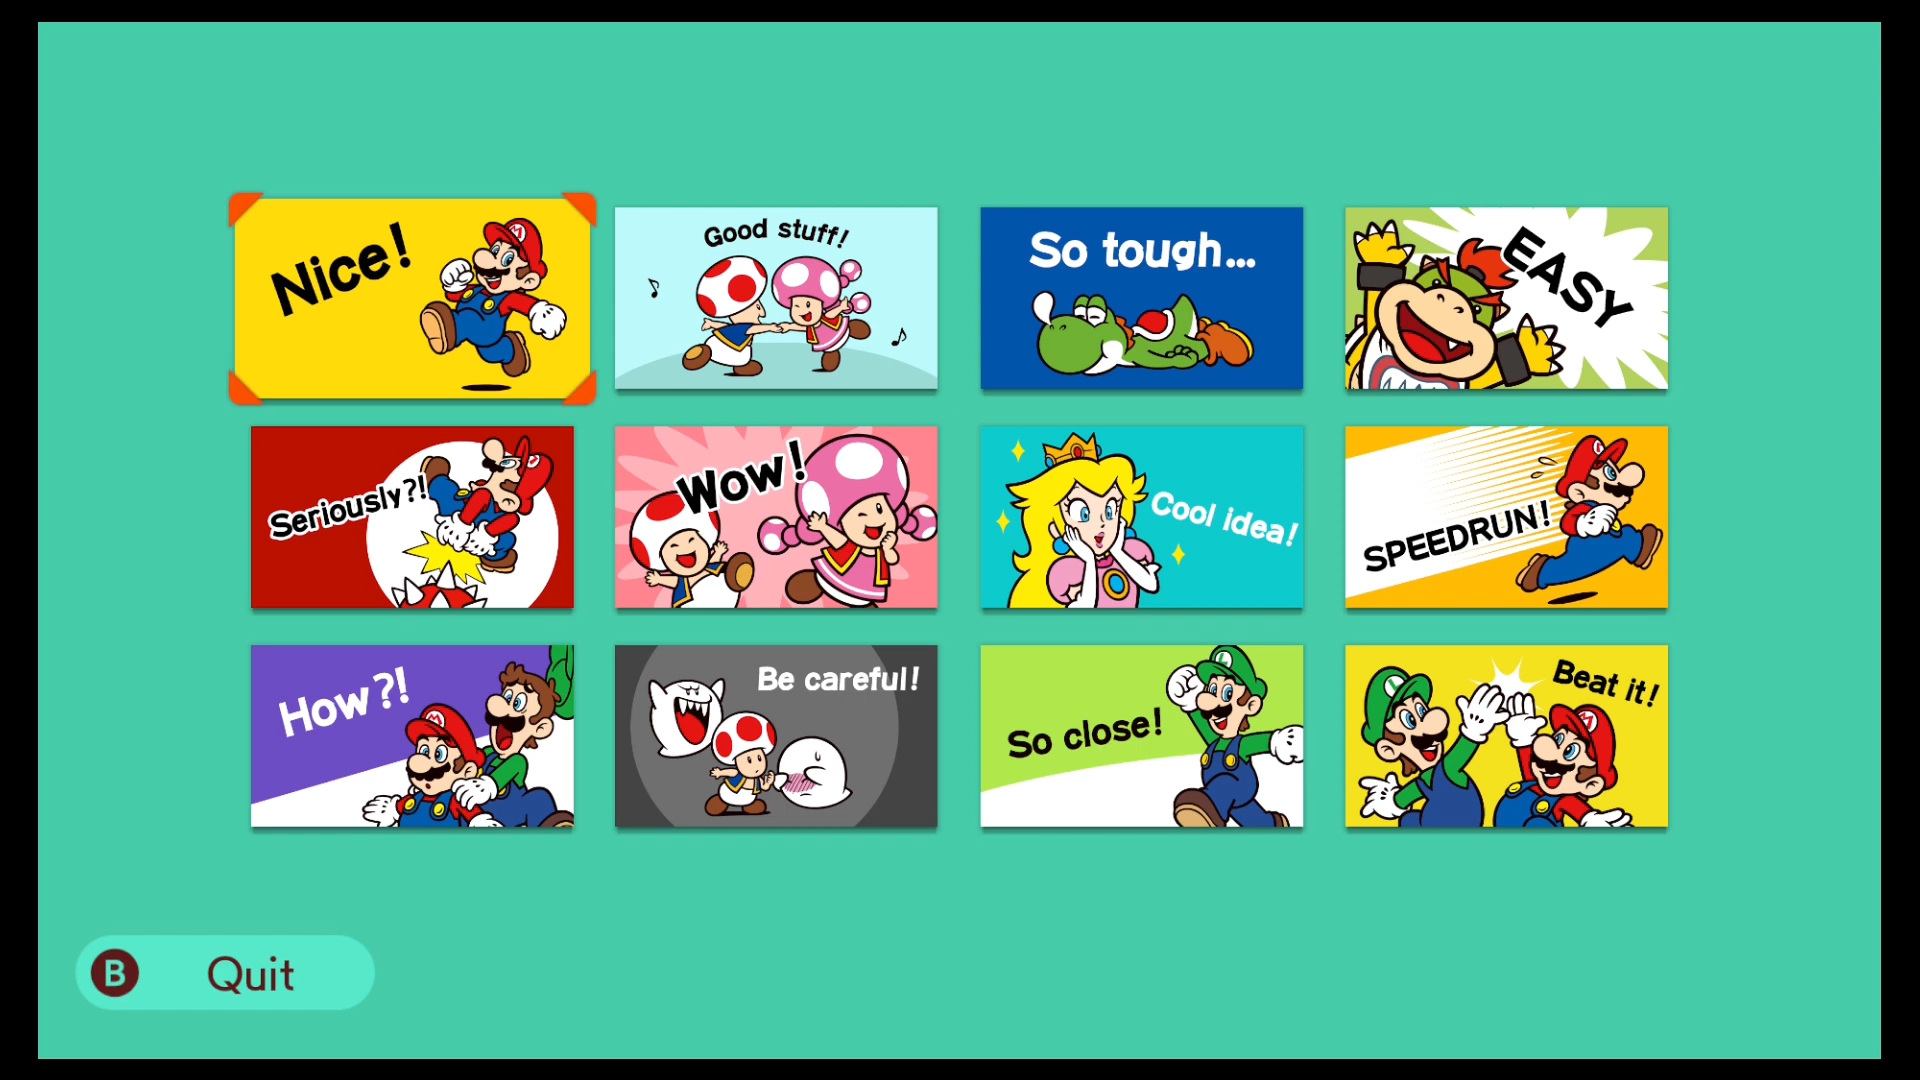 Nice!
Good stuff!
So tough...
EASY
Seriously?!
Wow!
Cool idea!
SPEEDRUN!
How?!
Be careful!
So close!
Beat it!
B Quit